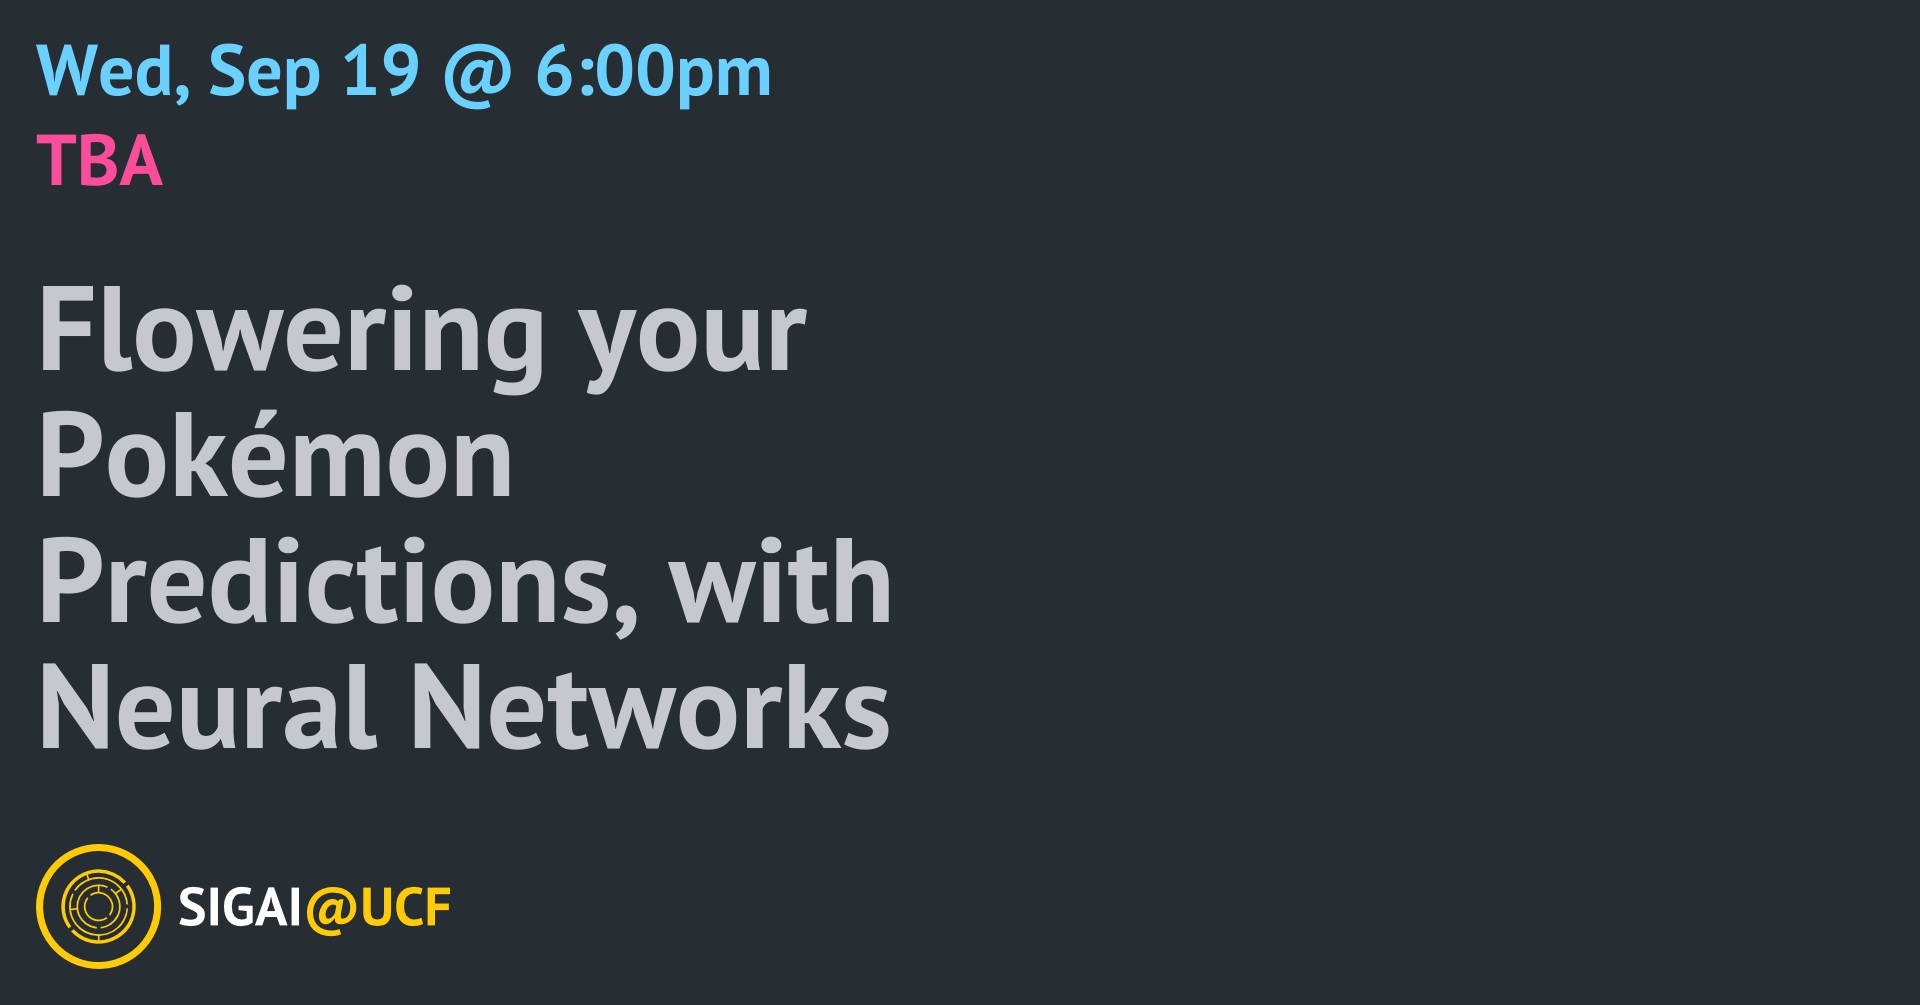 Wed, Sep 19 @ 6:00pm
TBA
Flowering your
Pokémon
Predictions, with
Neural Networks
SIGAI@UCF